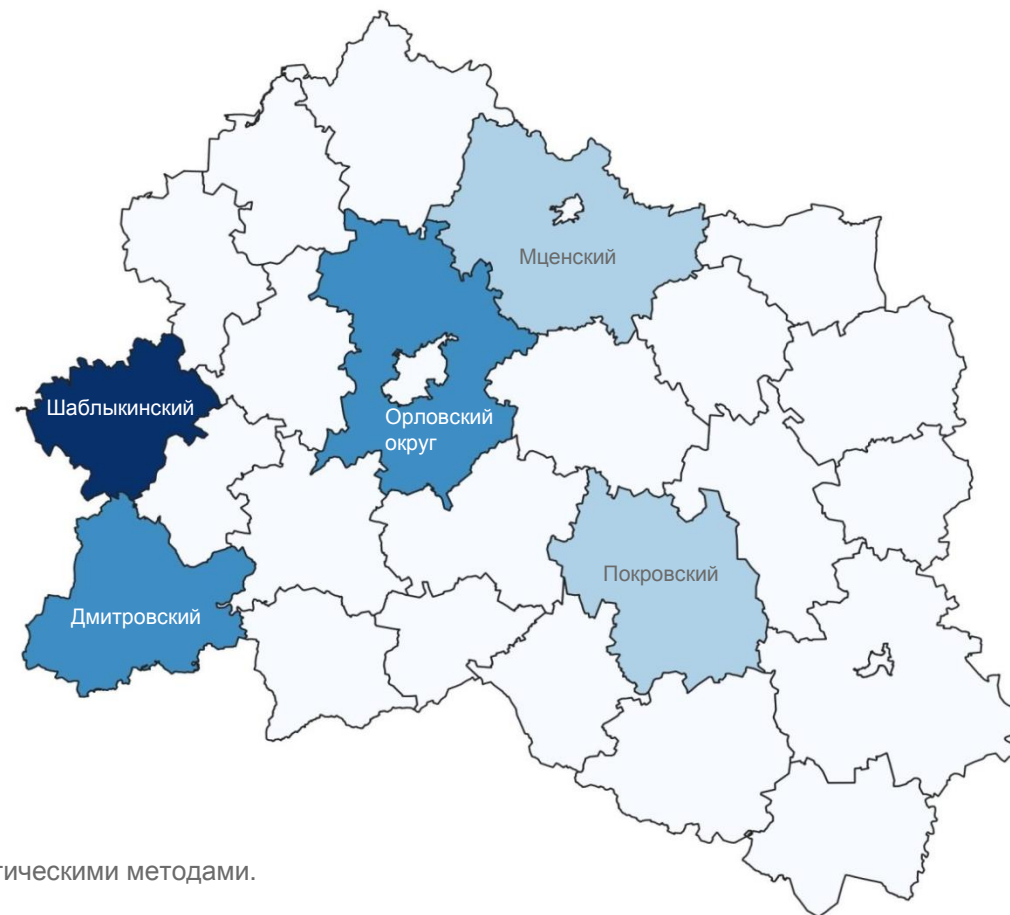 Мценский
Шаблыкинский
Орловский
округ
Покровский
Дмитровский
тическими методами.